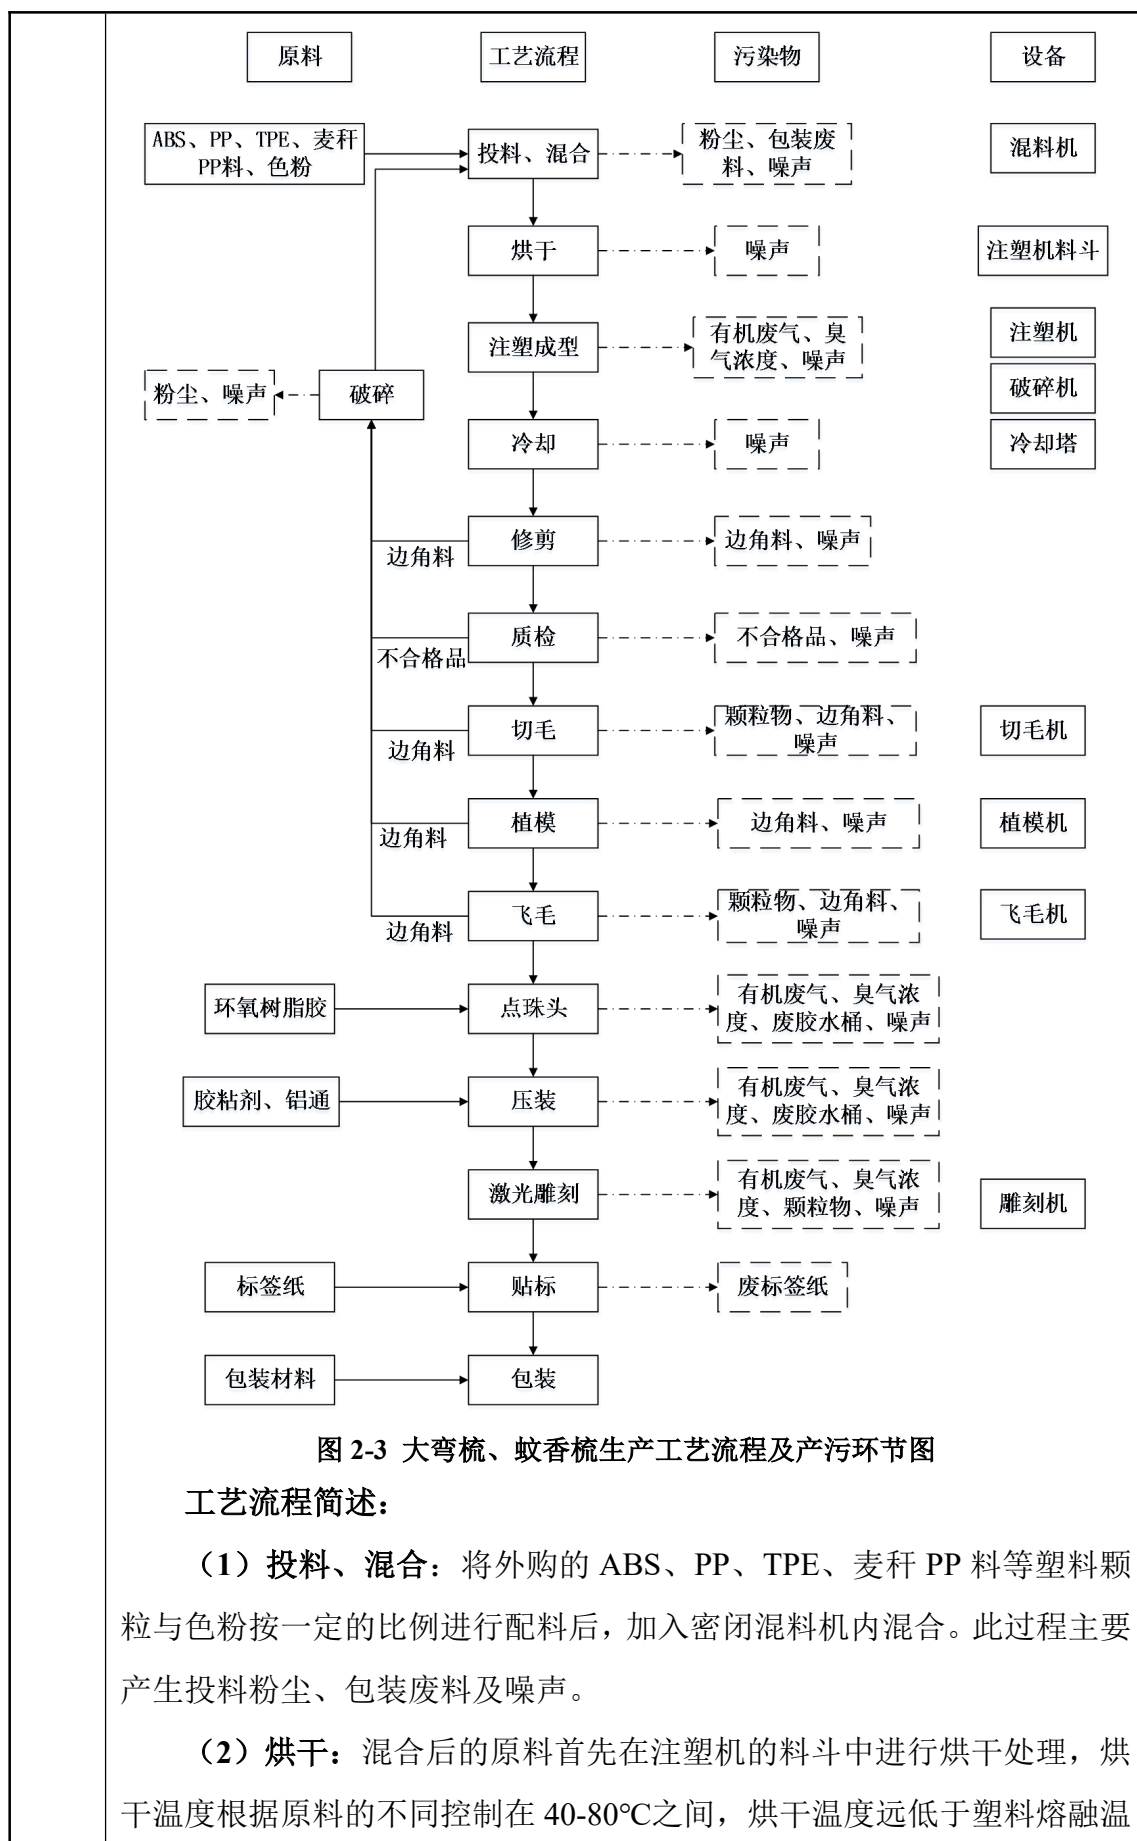 原料 工艺流程 污染物 设备
ABS、PP、TPE、麦秆
PP料、色粉
投料、混合
粉尘、包装废
料、噪声
混料机
烘干
噪声
注塑机料斗
注塑成型
有机废气、臭
气浓度、噪声
注塑机
粉尘、噪声
破碎
破碎机
冷却
噪声
冷却塔
边角料
修剪
边角料、噪声
不合格品
质检
不合格品、噪声
边角料
切毛
颗粒物、边角料、
噪声
切毛机
边角料
植模
边角料、噪声
植模机
边角料
飞毛
颗粒物、边角料、
噪声
飞毛机
环氧树脂胶
点珠头
有机废气、臭气浓
度、废胶水桶、噪声
胶粘剂、铝通
压装
有机废气、臭气浓
度、废胶水桶、噪声
激光雕刻
有机废气、臭气浓
度、颗粒物、噪声
雕刻机
标签纸
贴标
废标签纸
包装材料
包装
图 2-3 大弯梳、蚊香梳生产工艺流程及产污环节图
工艺流程简述：
（1）投料、混合：将外购的 ABS、PP、TPE、麦秆 PP 料等塑料颗
粒与色粉按一定的比例进行配料后，加入密闭混料机内混合。此过程主要
产生投料粉尘、包装废料及噪声。
（2）烘干：混合后的原料首先在注塑机的料斗中进行烘干处理，烘
干温度根据原料的不同控制在 40-80℃之间，烘干温度远低于塑料熔融温